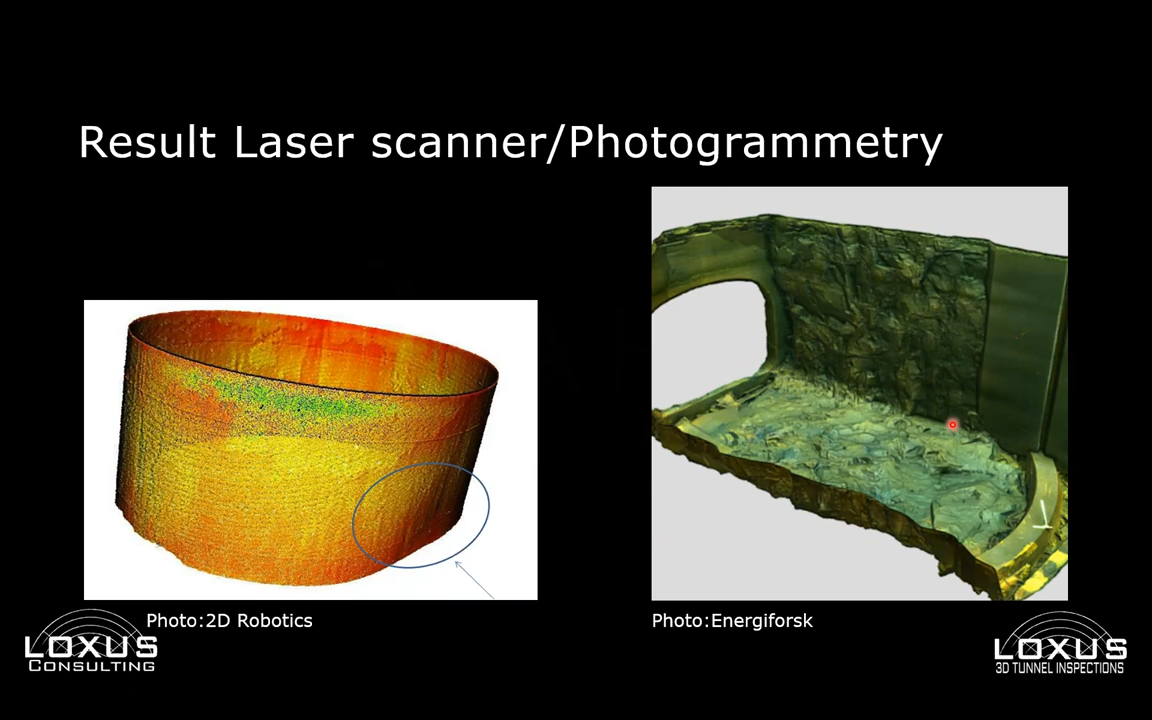 Result Laser scanner/Photogrammetry
Photo:2D Robotics
Photo:Energiforsk
LOXUS
CONSULTING
LOXUS
3D TUNNEL INSPECTIONS